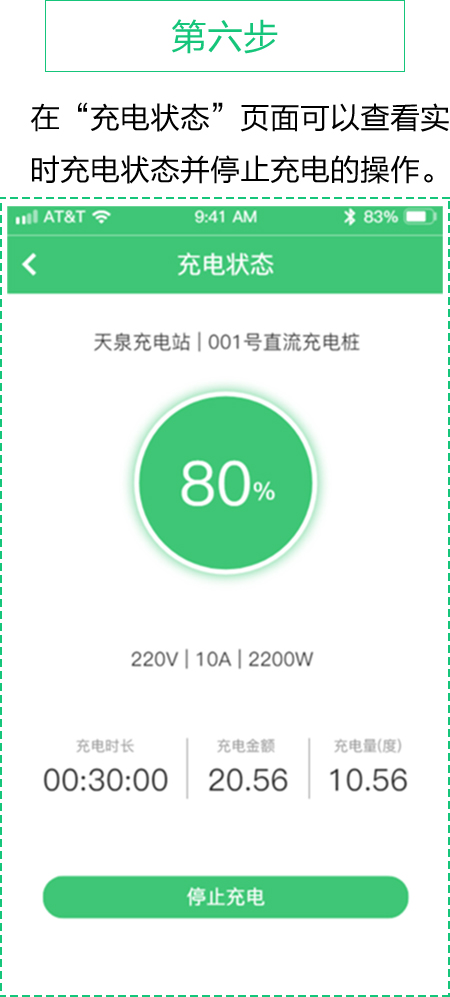 第六步
在“充电状态”页面可以查看实
时充电状态并停止充电的操作。
AT&T 9:41 AM 83%
充电状态
天泉充电站 | 001号直流充电桩
80%
220V | 10A | 2200W
充电时长 充电金额 充电量(度)
00:30:00 20.56 10.56
停止充电